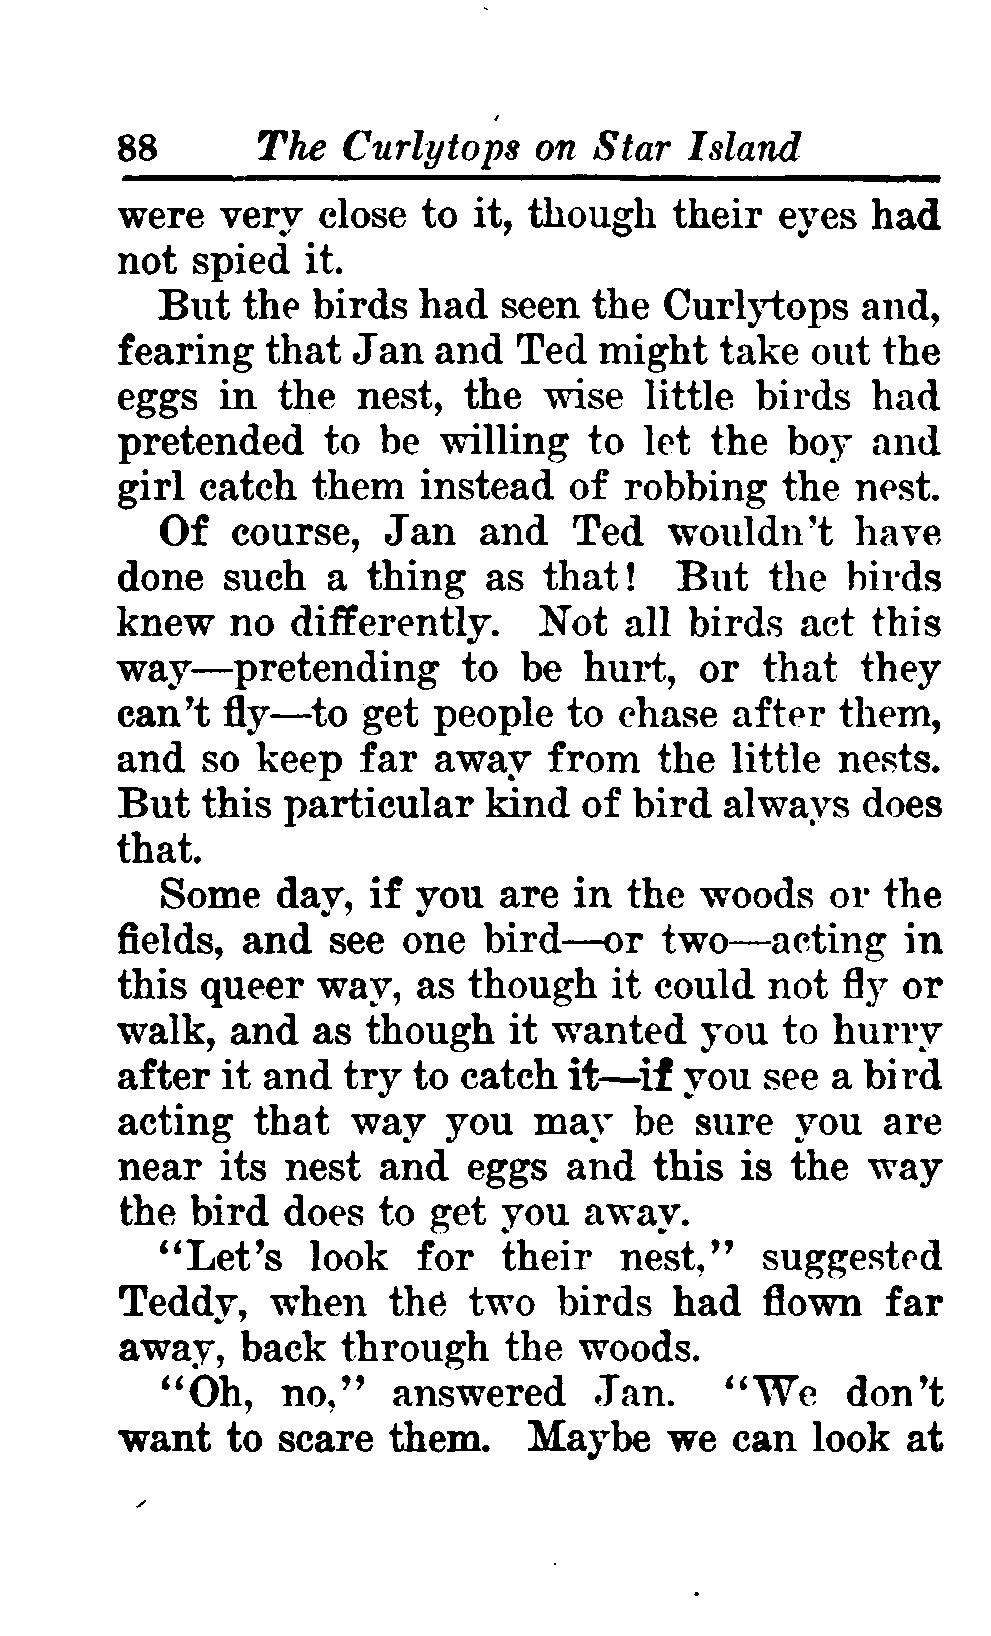 88 The Curlytops on Star Island
were very close to it, though their eyes had
not spied it.
But the birds had seen the Curlytops and,
fearing that Jan and Ted might take out the
eggs in the nest, the wise little birds had
pretended to be willing to let the boy and
girl catch them instead of robbing the nest.
Of course, Jan and Ted wouldn't have
done such a thing as that! But the birds
knew no differently. Not all birds act this
way—pretending to be hurt, or that they
can't fly—to get people to chase after them,
and so keep far away from the little nests.
But this particular kind of bird always does
that.
Some day, if you are in the woods or the
fields, and see one bird—or two—acting in
this queer way, as though it could not fly or
walk, and as though it wanted you to hurry
after it and try to catch it—if you see a bird
acting that way you may be sure you are
near its nest and eggs and this is the way
the bird does to get you away.
"Let's look for their nest," suggested
Teddy, when the two birds had flown far
away, back through the woods.
"Oh, no," answered Jan. "We don't
want to scare them. Maybe we can look at